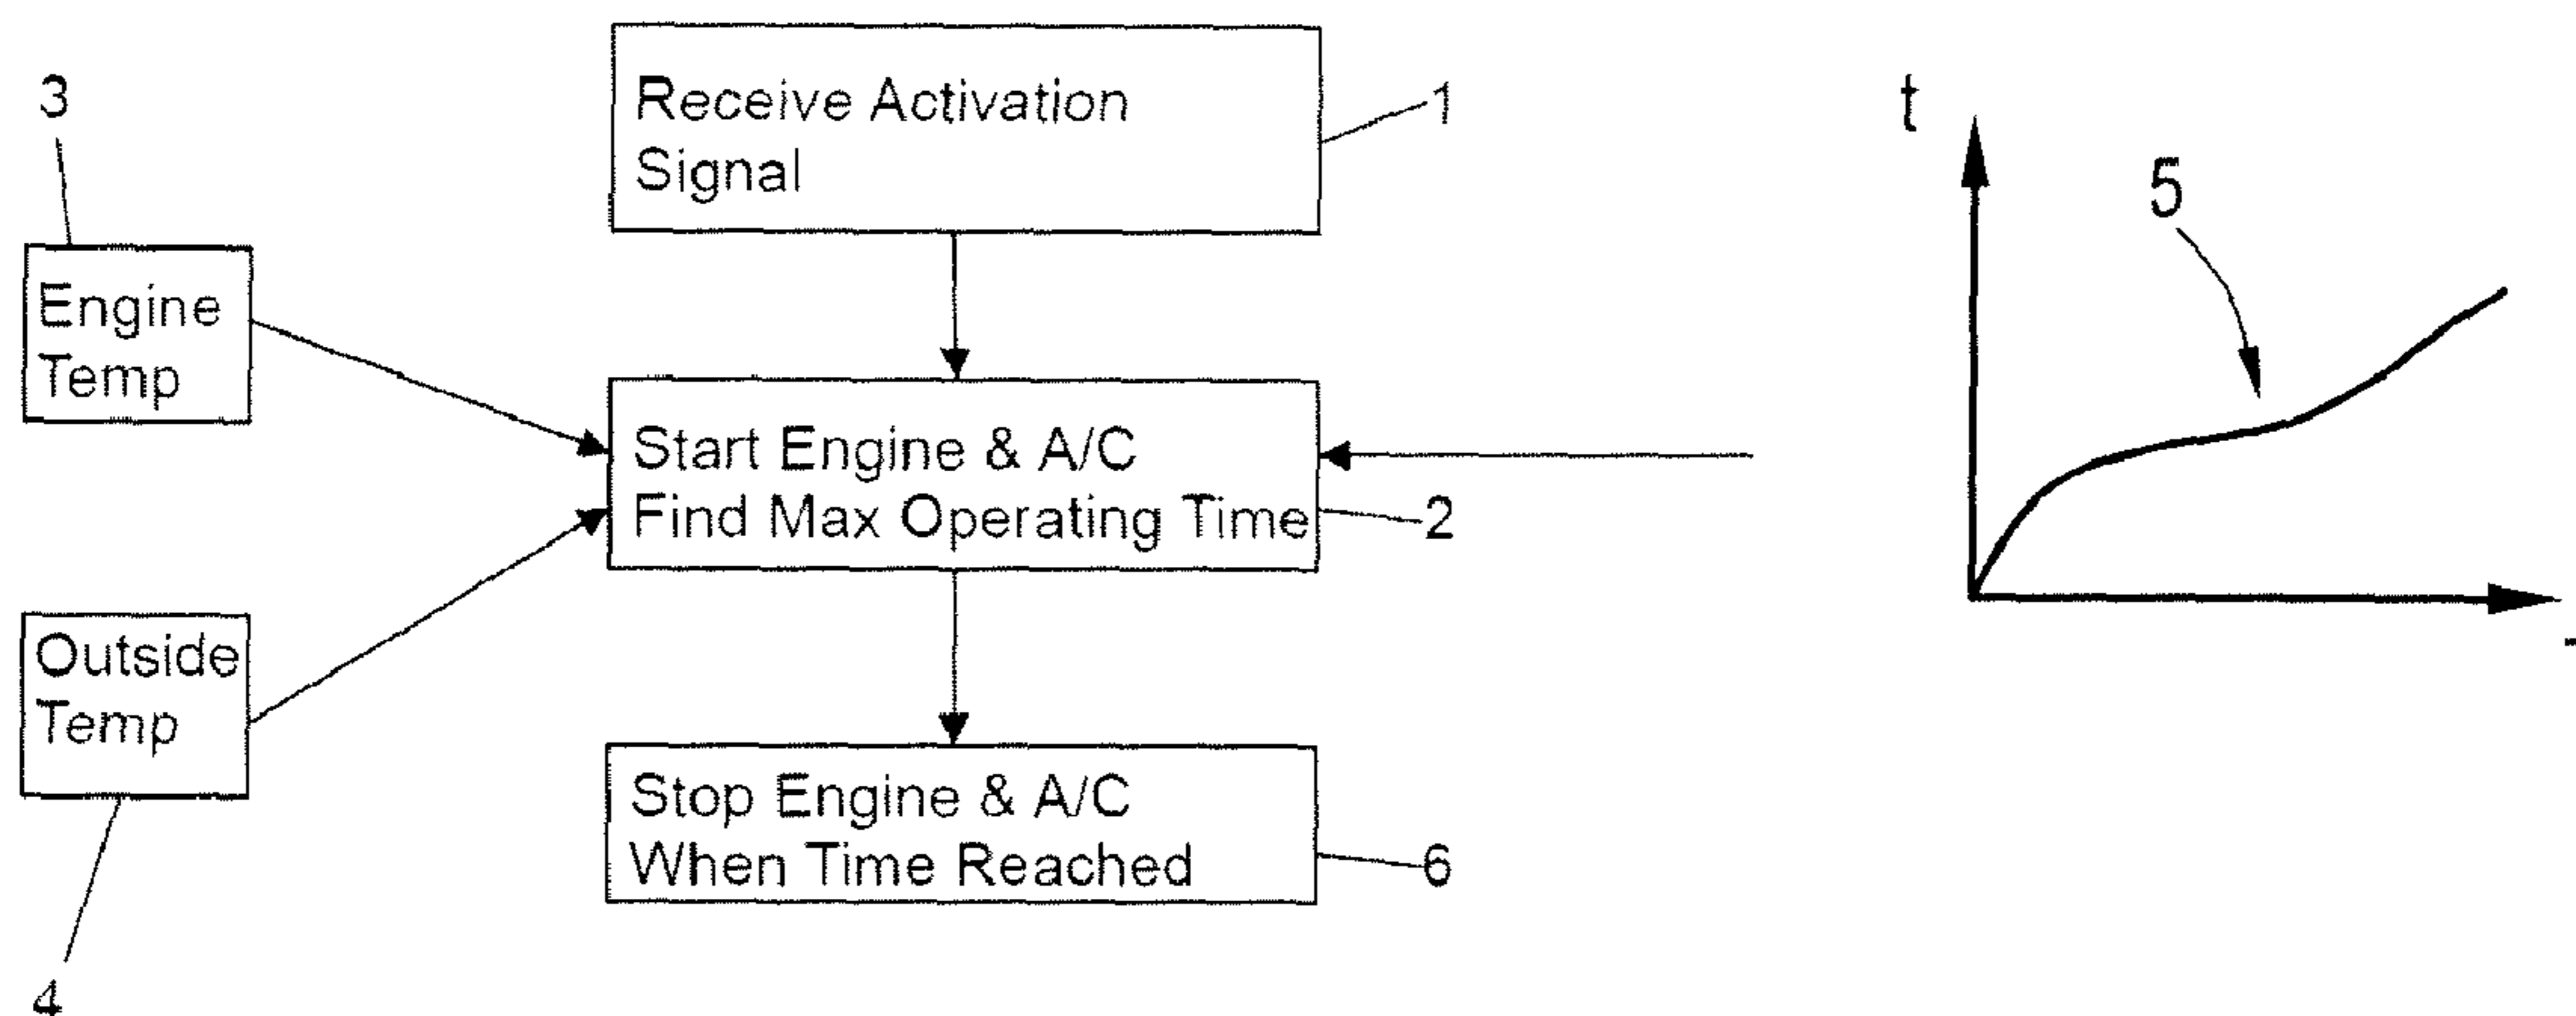 3
Receive Activation
Signal
1
t
5
Engine
Temp
Start Engine & A/C
Find Max Operating Time
2
Outside
Temp
Stop Engine & A/C
When Time Reached
6
4